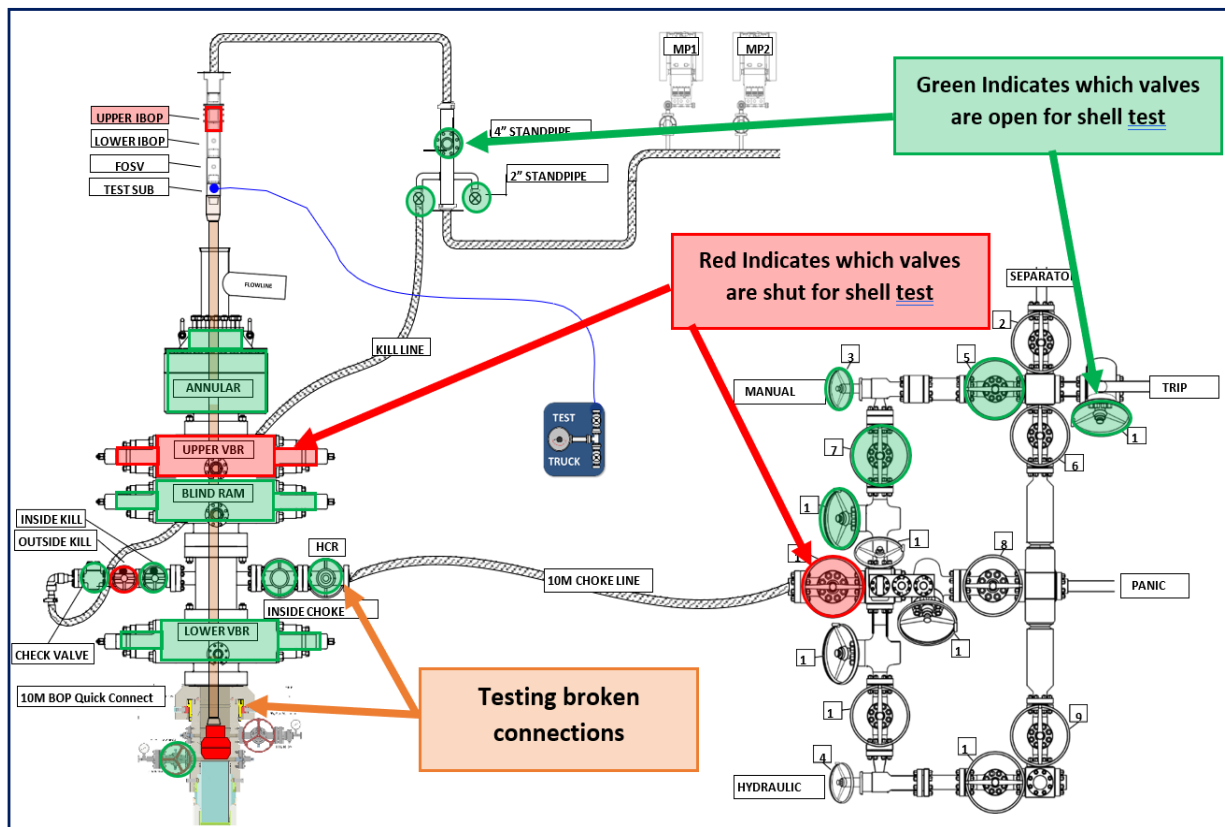 MP1
MP2
Green Indicates which valves
are open for shell test
UPPER IBOP
LOWER IBOP
FOSV
TEST SUB
4" STANDPIPE
2" STANDPIPE
Red Indicates which valves
are shut for shell test
FLOWLINE
SEPARATOR
2
KILL LINE
3
5
MANUAL
TRIP
ANNULAR
TEST
TRUCK
1
UPPER VBR
7
6
BLIND RAM
INSIDE KILL
OUTSIDE KILL
HCR
1
1
8
10M CHOKE LINE
PANIC
INSIDE CHOKE
LOWER VBR
CHECK VALVE
1
1
10M BOP Quick Connect
Testing broken
connections
1
9
1
4
HYDRAULIC